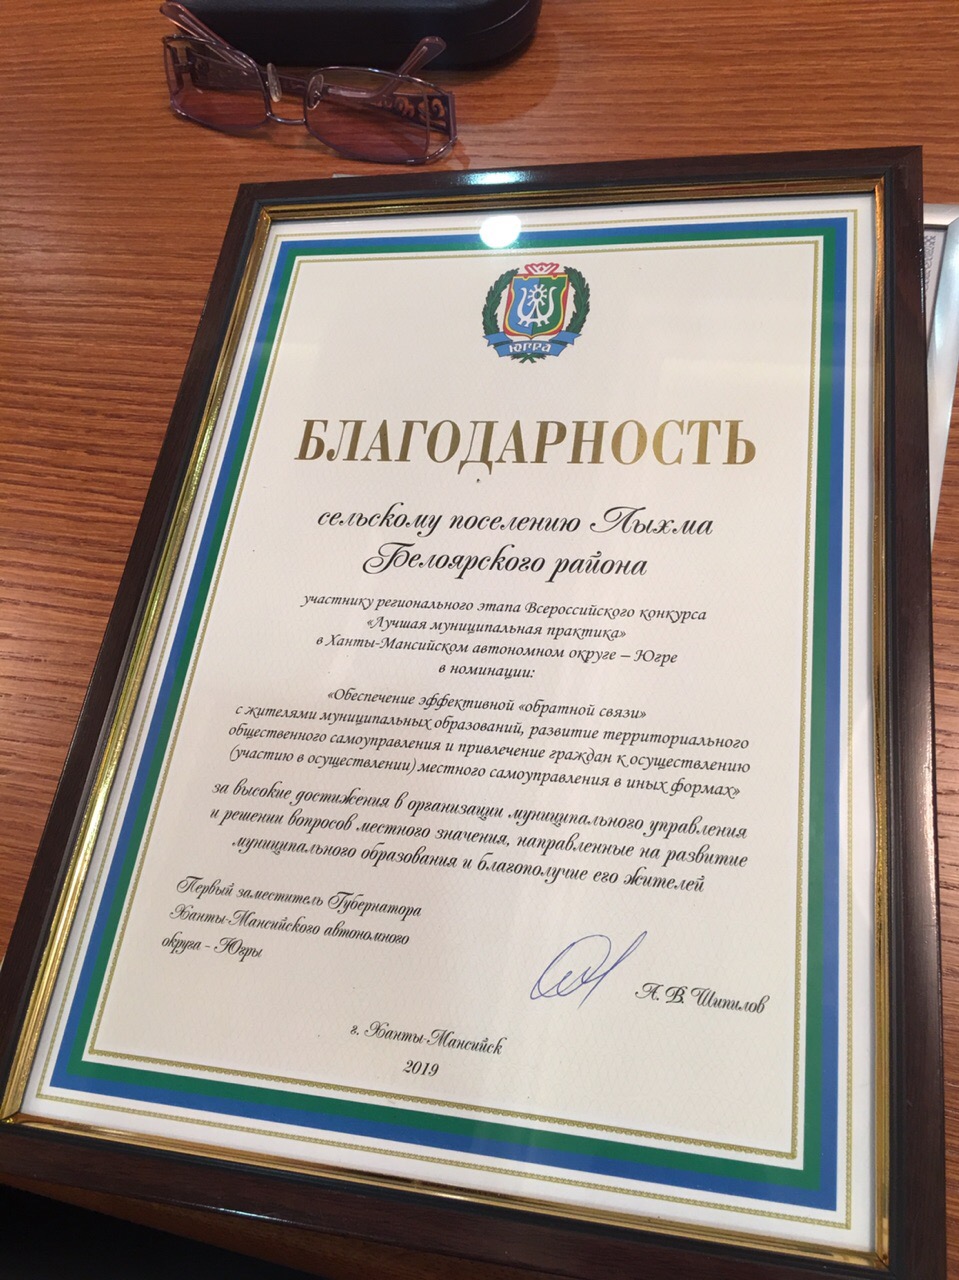 ЮГРА
БЛАГОДАРНОСТЬ
сельскому поселению Лыхма
Белоярского района
участнику регионального этапа Всероссийского конкурса
«Лучшая муниципальная практика»
в Ханты-Мансийском автономном округе – Югре
в номинации:
«Обеспечение эффективной «обратной связи»
с жителями муниципальных образований, развитие территориального
общественного самоуправления и привлечение граждан к осуществлению
(участию в осуществлении) местного самоуправления в иных формах»
за высокие достижения в организации муниципального управления
и решении вопросов местного значения, направленные на развитие
муниципального образования и благополучие его жителей
Первый заместитель Губернатора
Ханты-Мансийского автономного
округа - Югры
А.В. Шипилов
г. Ханты-Мансийск
2019